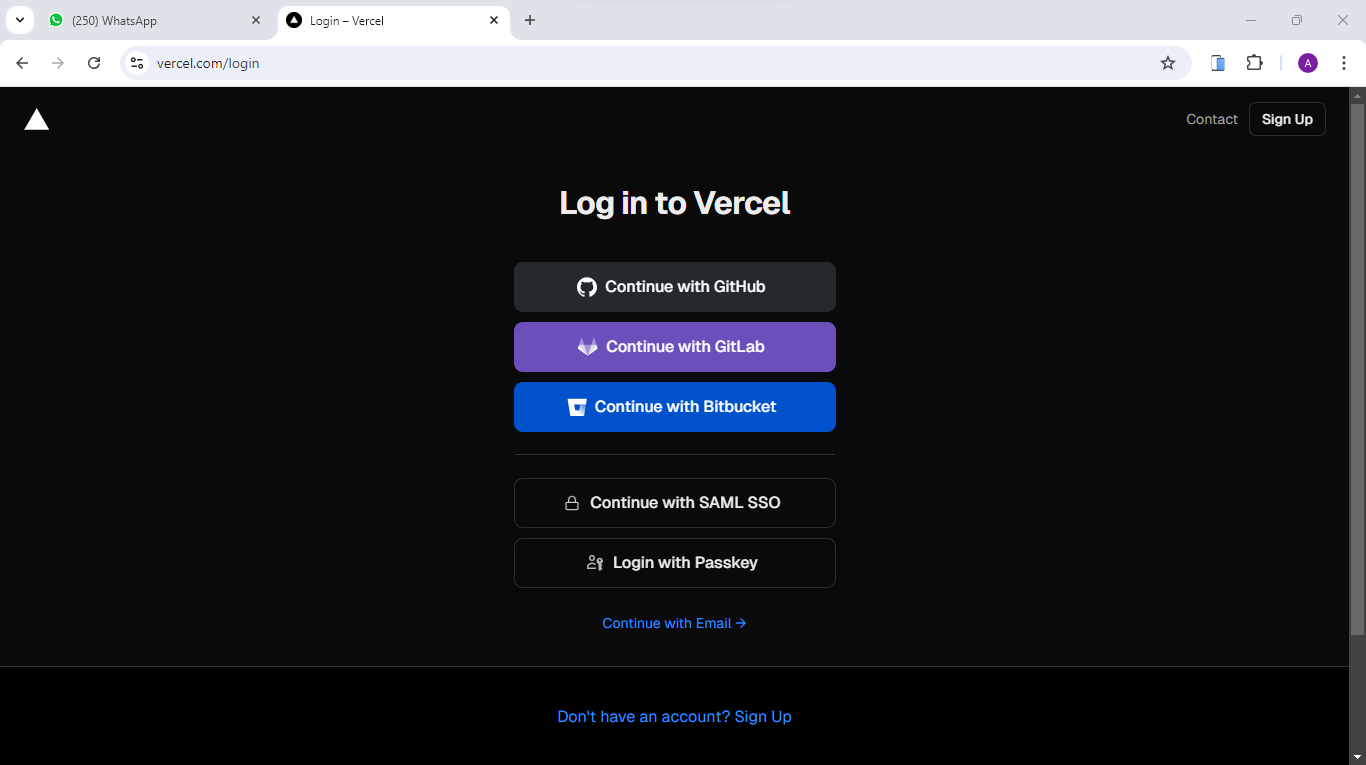 (250) WhatsApp
Login – Vercel
vercel.com/login
A
Contact
Sign Up
Log in to Vercel
Continue with GitHub
Continue with GitLab
Continue with Bitbucket
Continue with SAML SSO
Login with Passkey
Continue with Email →
Don't have an account? Sign Up